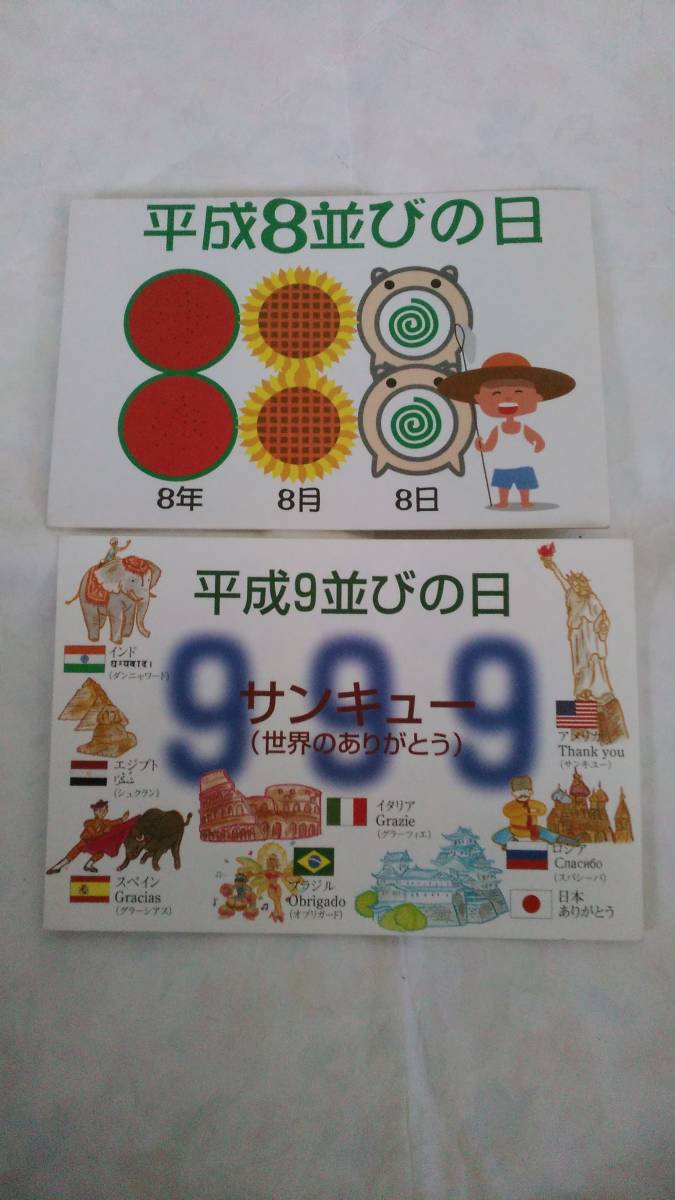 平成8並びの日
8年 8月 8日
平成9並びの日
999
サンキュー
(世界のありがとう)
インド
(ダンニャワード)
エジプト
(シュクラン)
スペイン
Gracias
(グラーシアス)
イタリア
Grazie
(グラーツィエ)
ブラジル
Obrigado
(オブリガード)
アメリカ
Thank you
(サンキュー)
ロシア
Спасибо
(スパシーバ)
日本
ありがとう